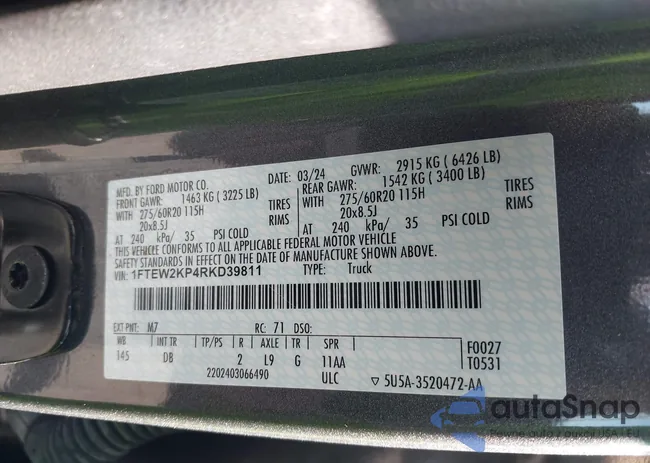 MFD. BY FORD MOTOR CO.
DATE: 03/24 GVWR: 2915 KG ( 6426 LB)
FRONT GAWR: 1463 KG ( 3225 LB) REAR GAWR: 1542 KG ( 3400 LB)
WITH 275/60R20 115H TIRES WITH 275/60R20 115H TIRES
20x8.5J RIMS 20x8.5J RIMS
AT 240 kPa/ 35 PSI COLD AT 240 kPa/ 35 PSI COLD
THIS VEHICLE CONFORMS TO ALL APPLICABLE FEDERAL MOTOR VEHICLE
SAFETY STANDARDS IN EFFECT ON THE DATE OF MANUFACTURE SHOWN ABOVE.
VIN: 1FTEW2KP4RKD39811 TYPE: Truck
EXT PNT: M7 RC: 71 DSO:
WB INT TR TP/PS R AXLE TR SPR F0027
145 DB 2 L9 G 11AA T0531
2202403066490 ULC ▽ 5U5A-3520472-AA
autoSnap